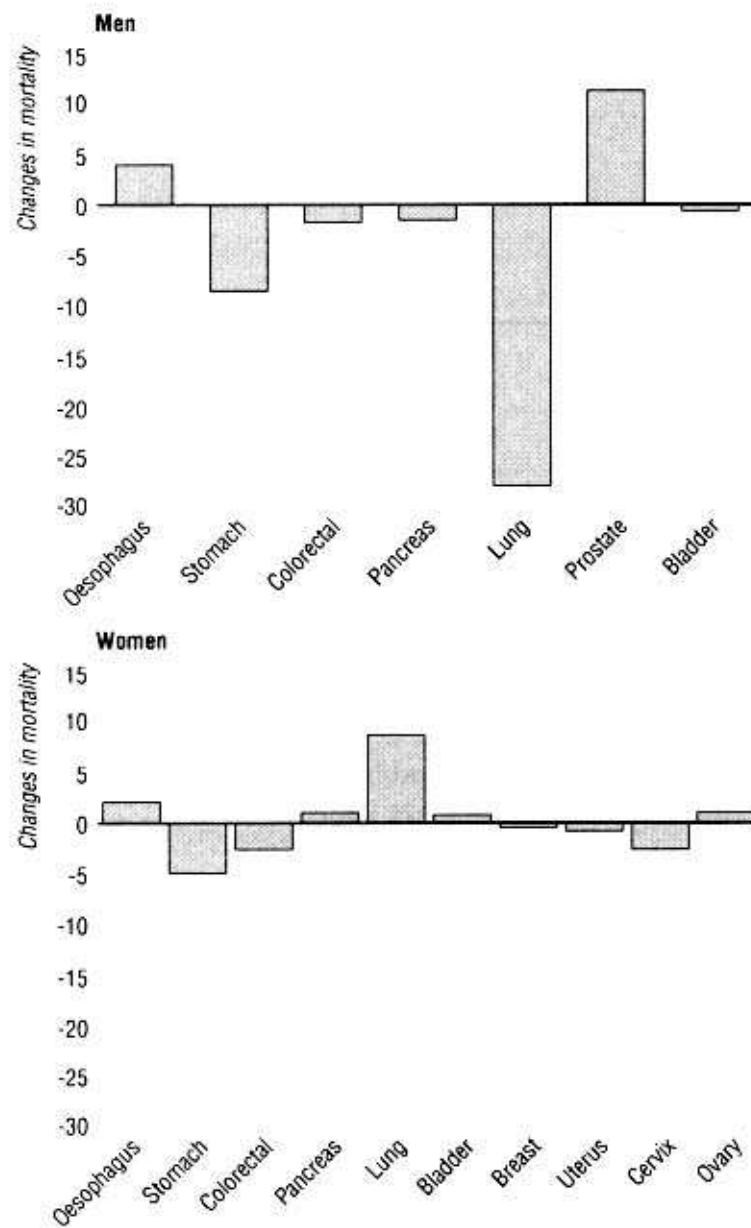 Men
Changes in mortality
15
10
5
0
-5
-10
-15
-20
-25
-30
Oesophagus
Stomach
Colorectal
Pancreas
Lung
Prostate
Bladder
Women
Changes in mortality
15
10
5
0
-5
-10
-15
-20
-25
-30
Oesophagus
Stomach
Colorectal
Pancreas
Lung
Bladder
Breast
Uterus
Cervix
Ovary